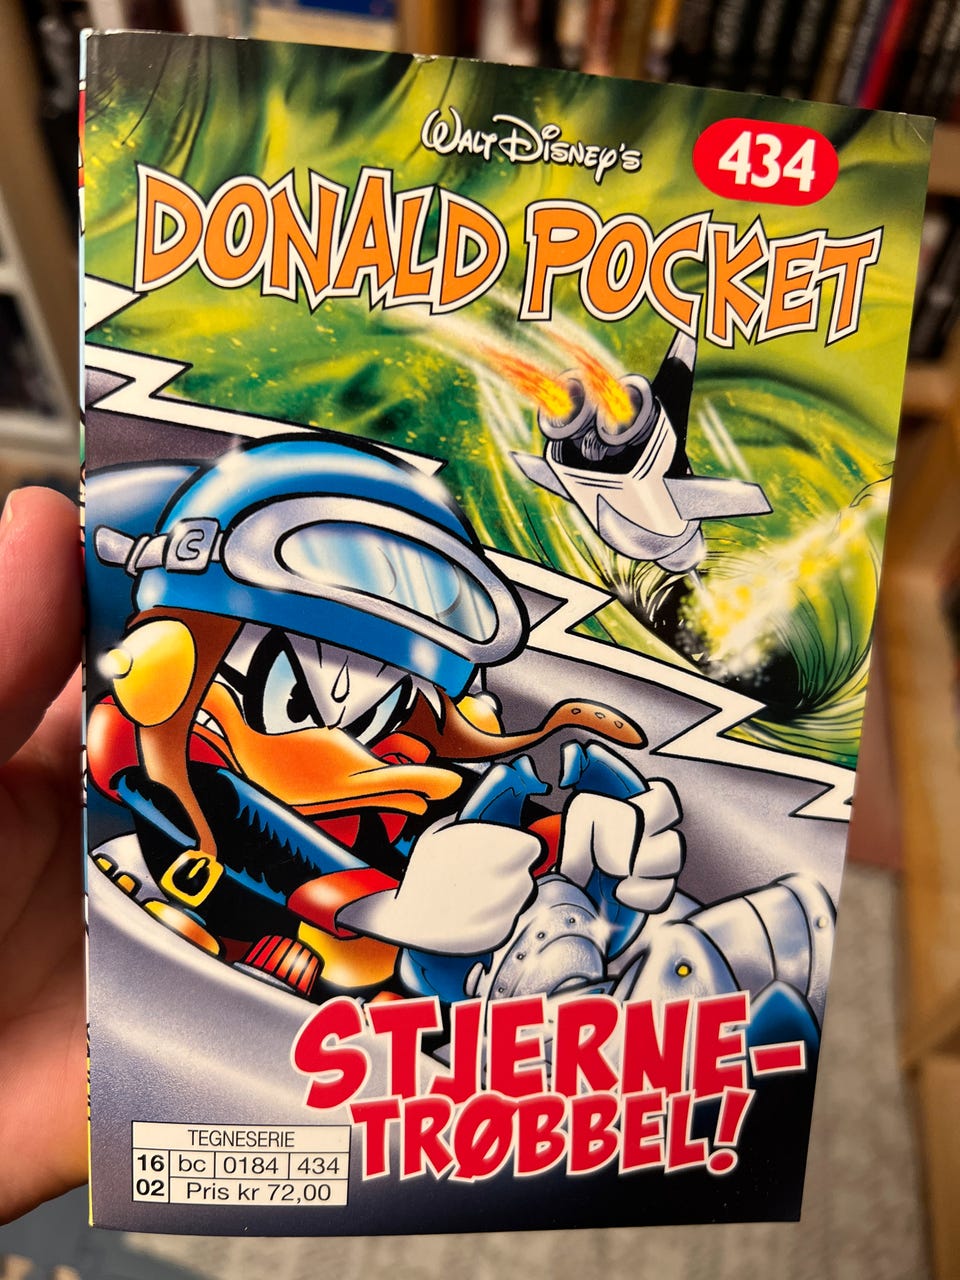 WALT DISNEY'S
434
DONALD POCKET
C
STJERNE-
TRØBBEL!
TEGNESERIE
16 bc 0184 434
02 Pris kr 72,00